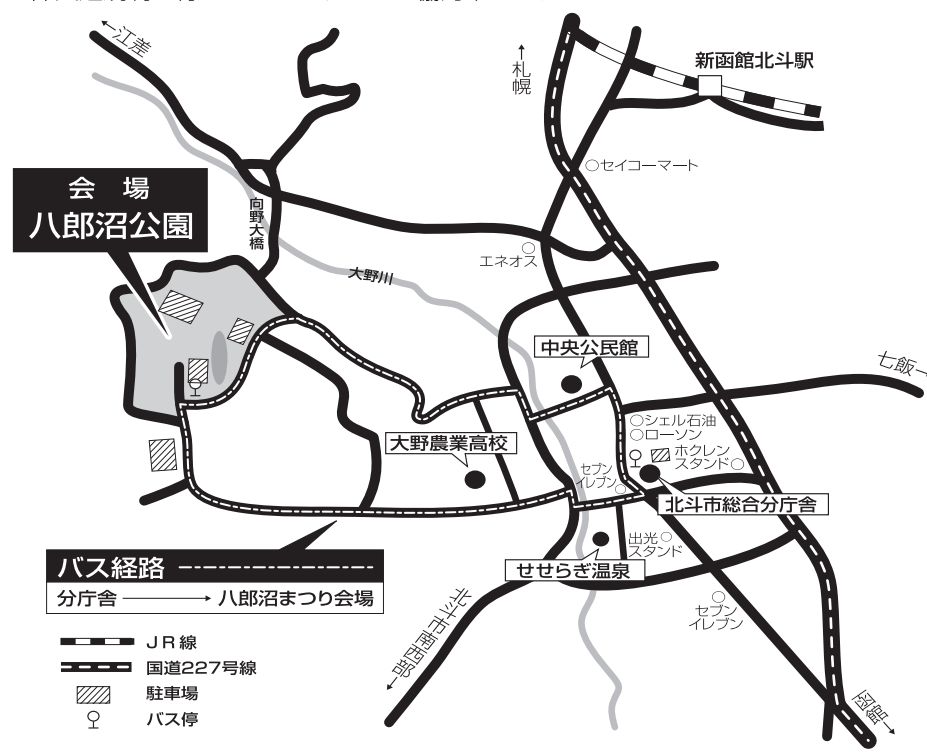 ←江差
↑札幌
新函館北斗駅
セイコーマート
会 場
八郎沼公園
向野大橋
エネオス
大野川
中央公民館
七飯→
シェル石油
ローソン
ホクレン
スタンド
大野農業高校
セブン
イレブン
北斗市総合分庁舎
出光
スタンド
せせらぎ温泉
バス経路
分庁舎 → 八郎沼まつり会場
北斗市南西部
←
セブン
イレブン
JR線
国道227号線
駐車場
バス停
函館→